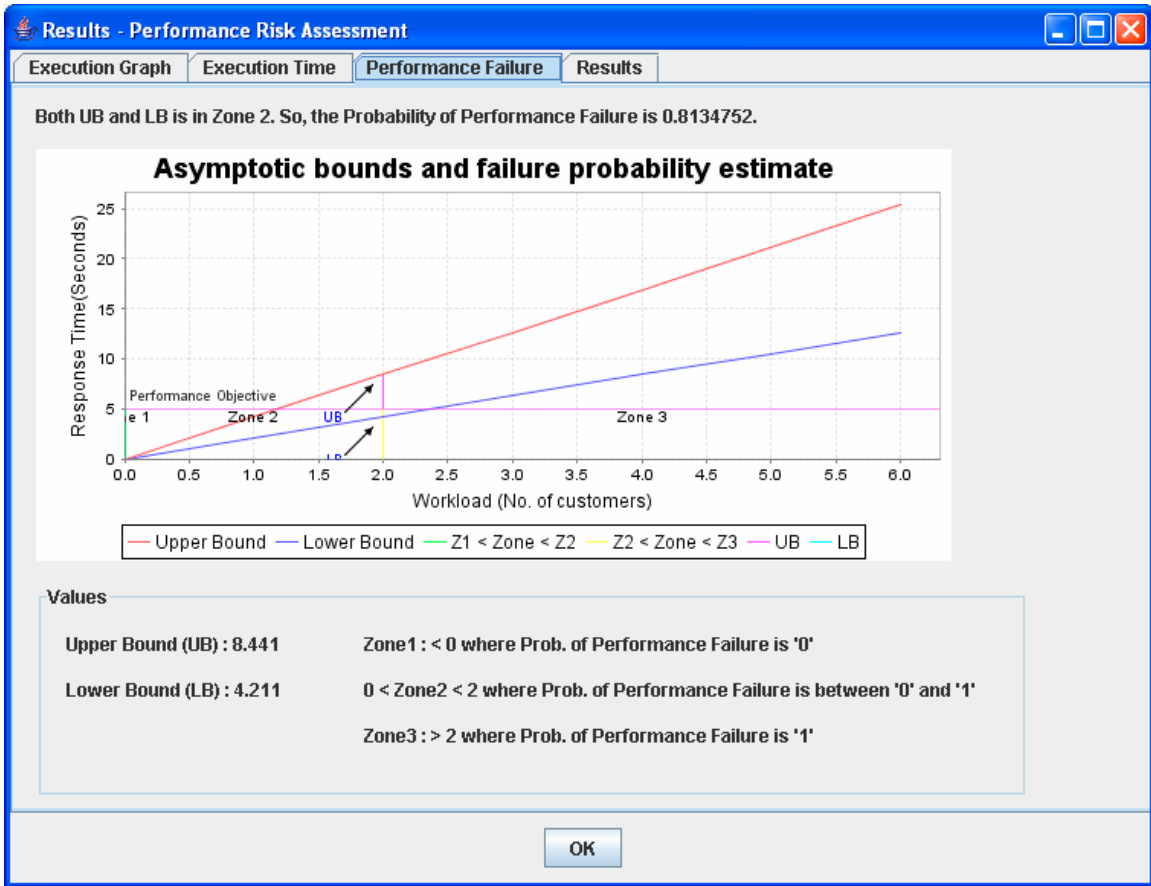 Results - Performance Risk Assessment
Execution Graph Execution Time Performance Failure Results
Both UB and LB is in Zone 2. So, the Probability of Performance Failure is 0.8134752.
Asymptotic bounds and failure probability estimate
Response Time(Seconds)
25
20
15
10
5
0
Performance Objective
e 1 Zone 2 UB Zone 3
LB
0.0 0.5 1.0 1.5 2.0 2.5 3.0 3.5 4.0 4.5 5.0 5.5 6.0
Workload (No. of customers)
Upper Bound Lower Bound Z1 < Zone < Z2 Z2 < Zone < Z3 UB LB
Values
Upper Bound (UB) : 8.441 Zone1 : < 0 where Prob. of Performance Failure is '0'
Lower Bound (LB) : 4.211 0 < Zone2 < 2 where Prob. of Performance Failure is between '0' and '1'
Zone3 : > 2 where Prob. of Performance Failure is '1'
OK